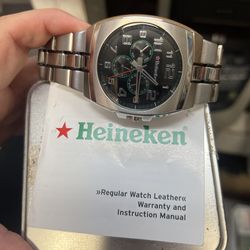 Heineken
»Regular Watch Leather«
Warranty and
Instruction Manual